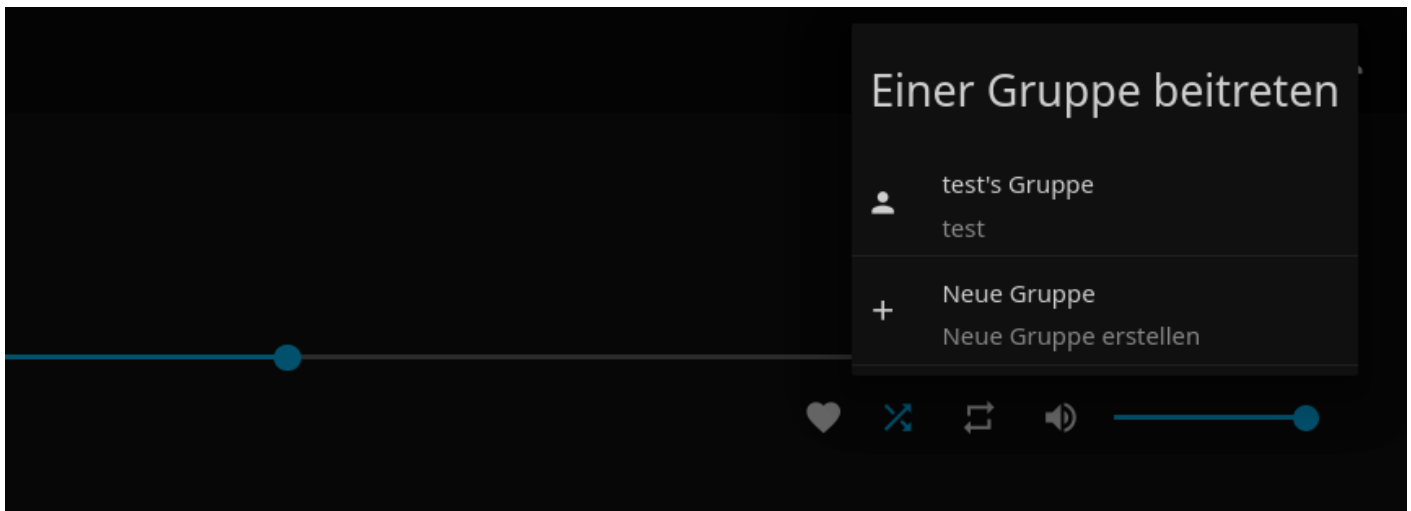 Einer Gruppe beitreten
test's Gruppe
test
Neue Gruppe
Neue Gruppe erstellen